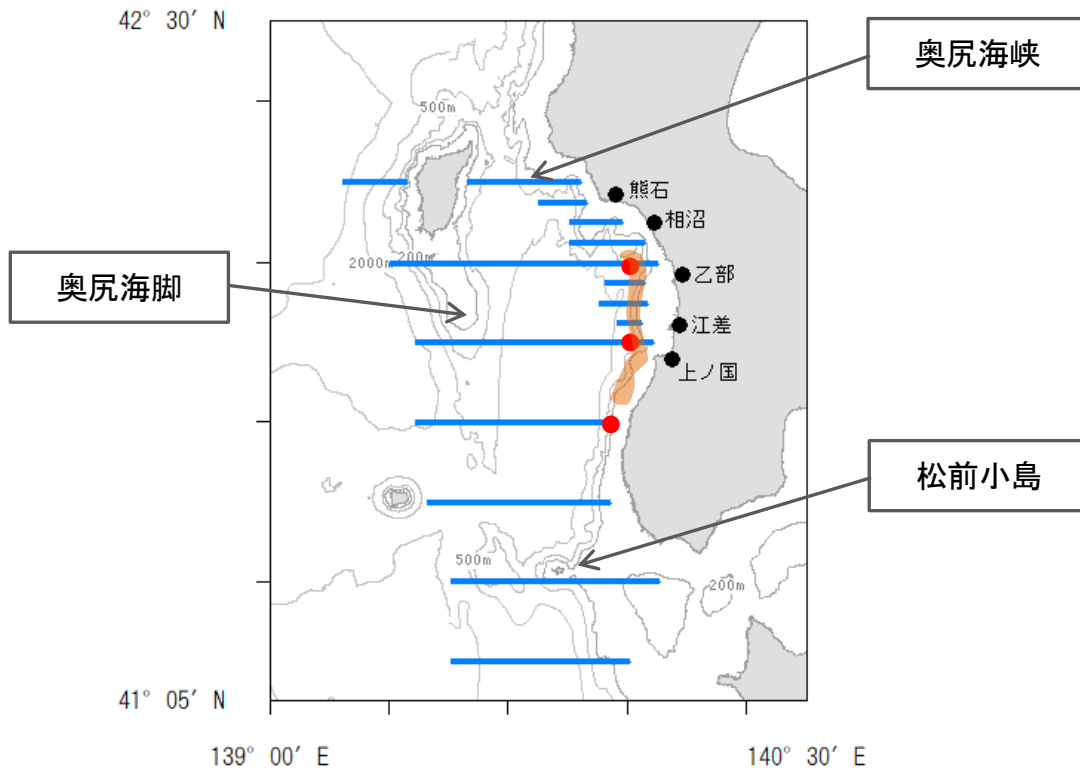 42° 30′ N
奥尻海峡
500m
熊石
相沼
2000m
200m
乙部
奥尻海脚
江差
上ノ国
松前小島
500m
200m
41° 05′ N
139° 00′ E
140° 30′ E